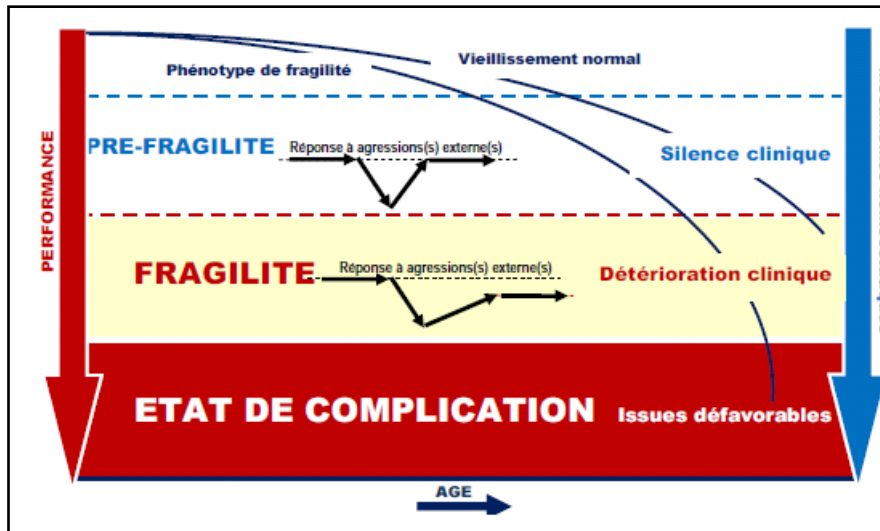 Phénotype de fragilité
Vieillissement normal
PERFORMANCE
PRE-FRAGILITE
Réponse à agressions(s) externe(s)
Silence clinique
FRAGILITE
Réponse à agressions(s) externe(s)
Détérioration clinique
ETAT DE COMPLICATION
Issues défavorables
AGE